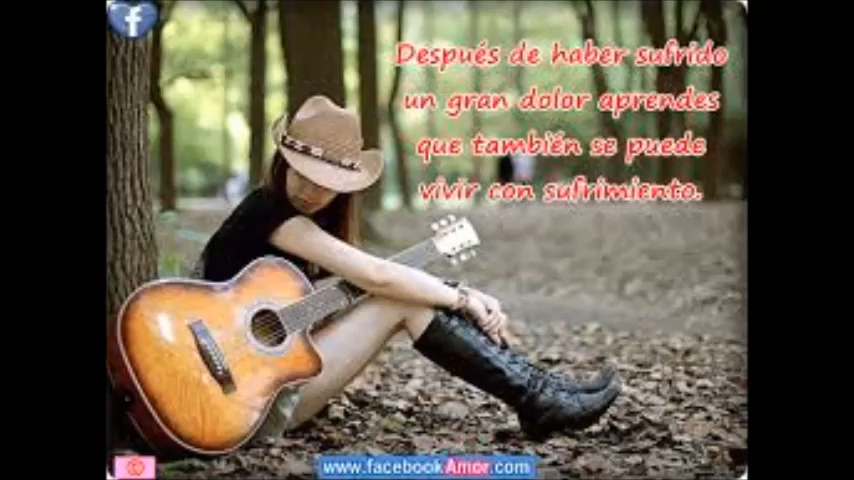 Después de haber sufrido
un gran dolor aprendes
que también se puede
vivir con sufrimiento.
www.facebookAmor.com